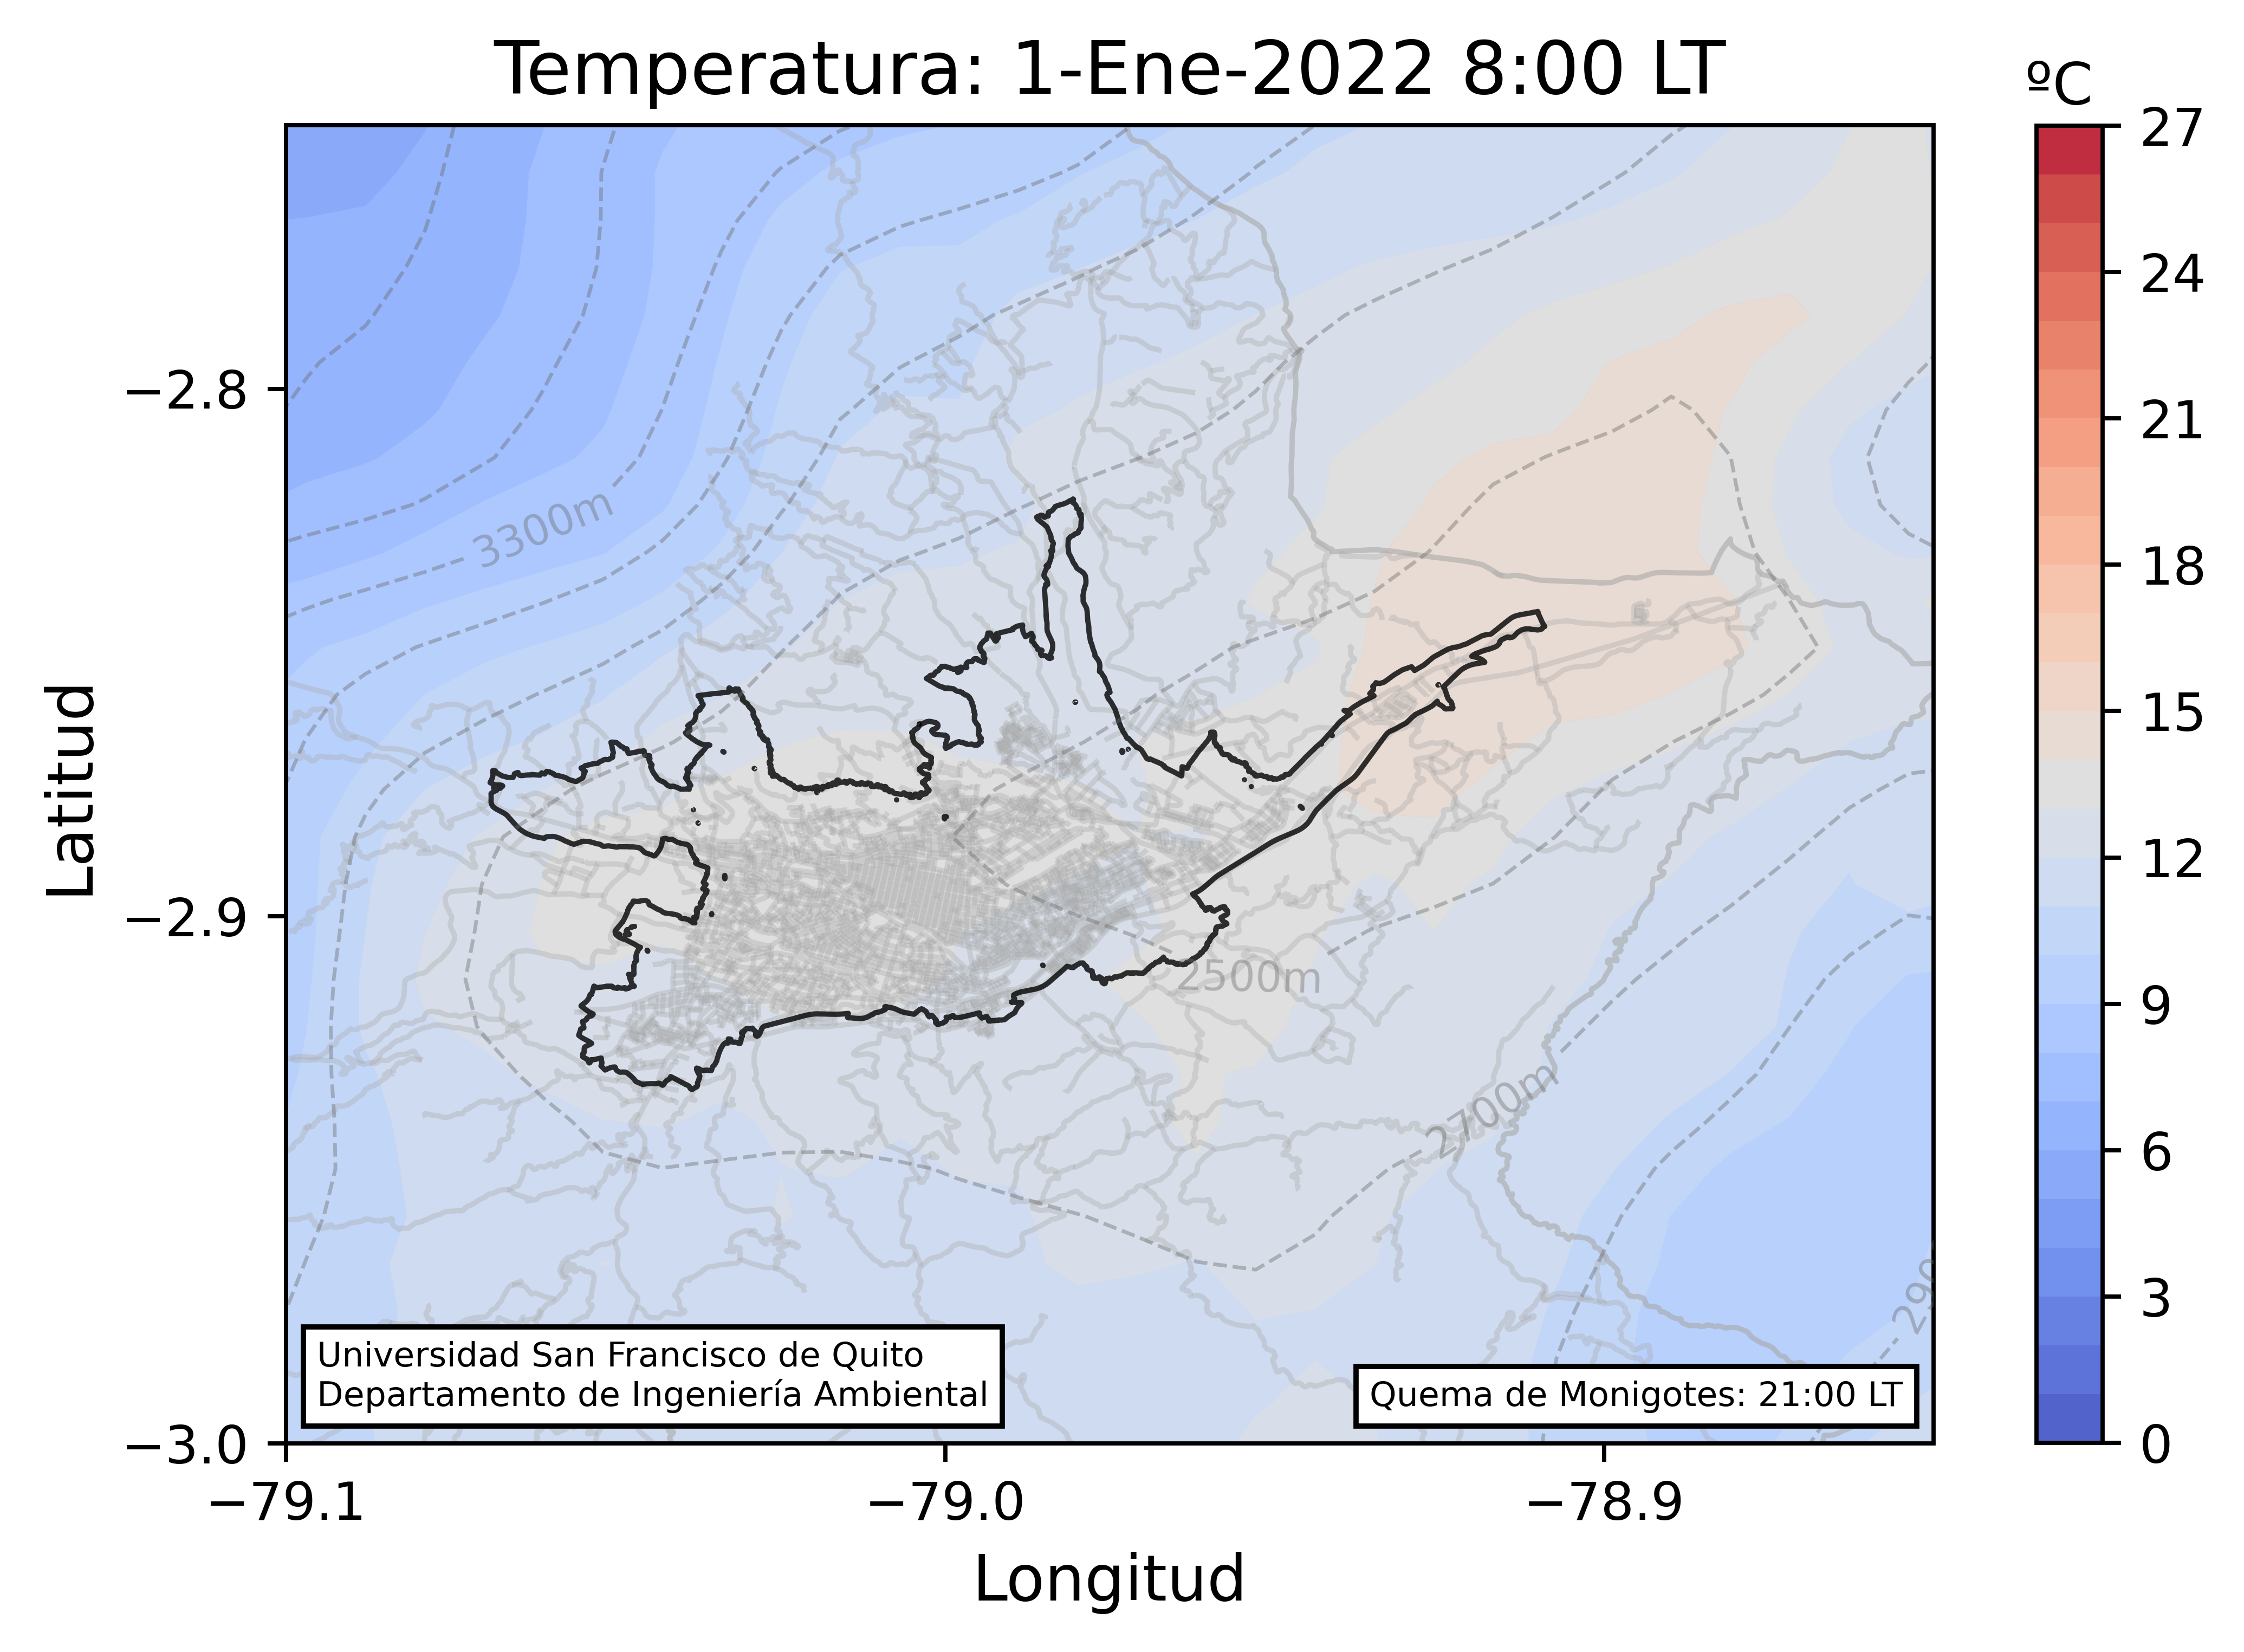 Temperatura: 1-Ene-2022 8:00 LT
ºC
27
24
21
18
15
12
9
6
3
0
Latitud
−2.8
−2.9
−3.0
3300m
2500m
2700m
290
Universidad San Francisco de Quito
Departamento de Ingeniería Ambiental
Quema de Monigotes: 21:00 LT
−79.1
−79.0
−78.9
Longitud